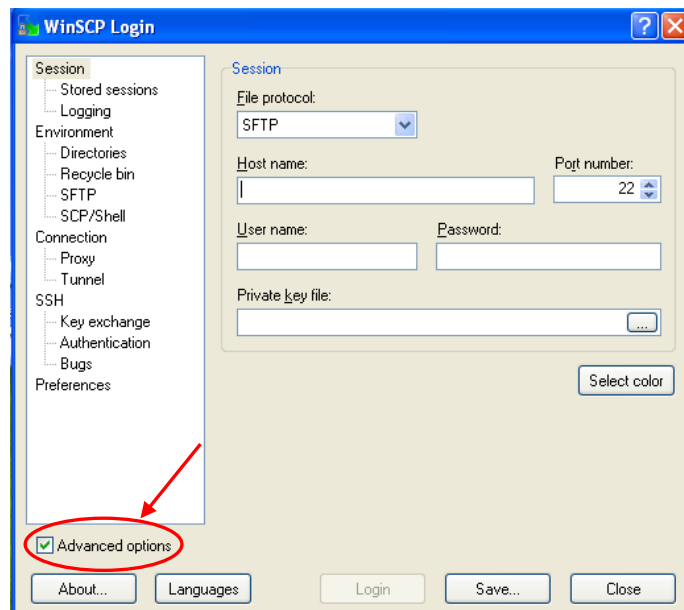 WinSCP Login
Session
Stored sessions
Logging
Environment
Directories
Recycle bin
SFTP
SCP/Shell
Connection
Proxy
Tunnel
SSH
Key exchange
Authentication
Bugs
Preferences
Advanced options
Session
File protocol:
SFTP
Host name:
Port number:
22
User name:
Password:
Private key file:
...
Select color
About...
Languages
Login
Save...
Close